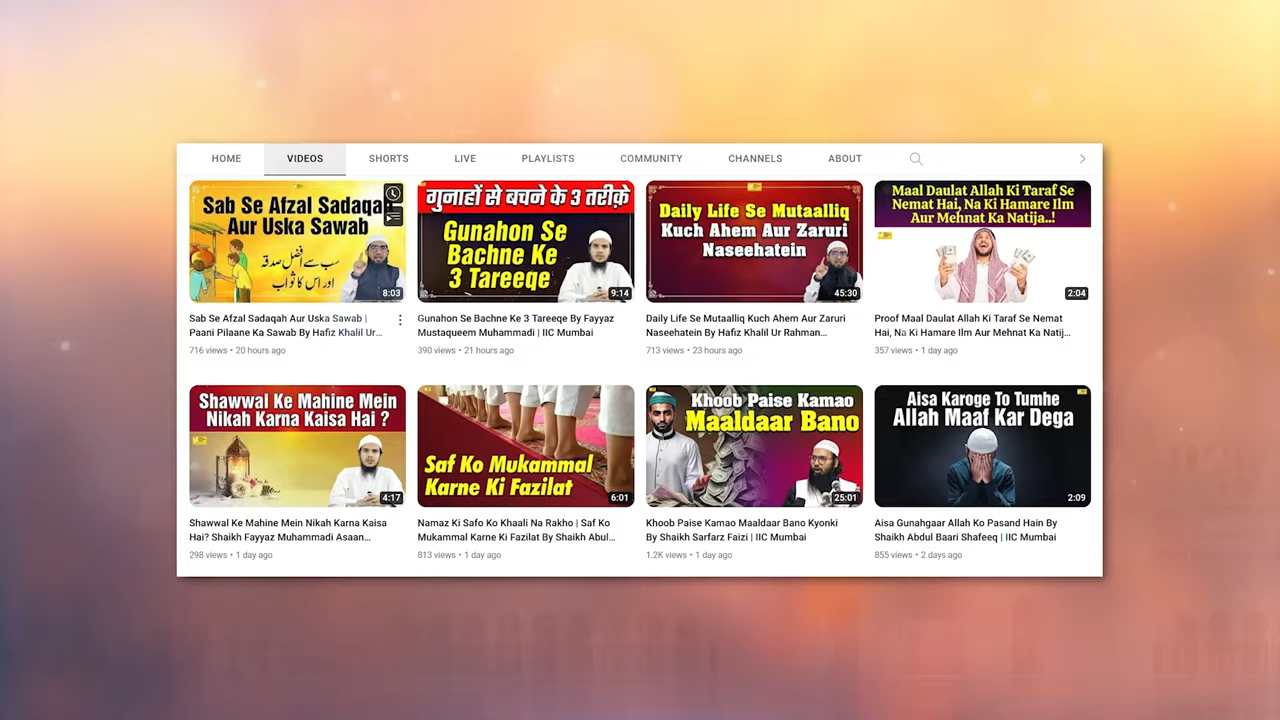 HOME VIDEOS SHORTS LIVE PLAYLISTS COMMUNITY CHANNELS ABOUT
Sab Se Afzal Sadaqah
Aur Uska Sawab
سب سے افضل صدقہ
اور اس کا ثواب
8:03
गुनाहों से बचने के 3 तरीक़े
Gunahon Se
Bachne Ke
3 Tareeqe
9:14
Daily Life Se Mutaalliq
Kuch Ahem Aur Zaruri
Naseehatein
45:30
Maal Daulat Allah Ki Taraf Se
Nemat Hai, Na Ki Hamare Ilm
Aur Mehnat Ka Natija..!
2:04
Sab Se Afzal Sadaqah Aur Uska Sawab |
Paani Pilaane Ka Sawab By Hafiz Khalil Ur...
716 views • 20 hours ago
Gunahon Se Bachne Ke 3 Tareeqe By Fayyaz
Mustaqueem Muhammadi | IIC Mumbai
390 views • 21 hours ago
Daily Life Se Mutaalliq Kuch Ahem Aur Zaruri
Naseehatein By Hafiz Khalil Ur Rahman...
713 views • 23 hours ago
Proof Maal Daulat Allah Ki Taraf Se Nemat
Hai, Na Ki Hamare Ilm Aur Mehnat Ka Natij...
357 views • 1 day ago
Shawwal Ke Mahine Mein
Nikah Karna Kaisa Hai ?
4:17
Saf Ko Mukammal
Karne Ki Fazilat
6:01
Khoob Paise Kamao
Maaldaar Bano
25:01
Aisa Karoge To Tumhe
Allah Maaf Kar Dega
2:09
Shawwal Ke Mahine Mein Nikah Karna Kaisa
Hai? Shaikh Fayyaz Muhammadi Asaan...
298 views • 1 day ago
Namaz Ki Safo Ko Khaali Na Rakho | Saf Ko
Mukammal Karne Ki Fazilat By Shaikh Abul...
813 views • 1 day ago
Khoob Paise Kamao Maaldaar Bano Kyonki
By Shaikh Sarfarz Faizi | IIC Mumbai
1.2K views • 1 day ago
Aisa Gunahgaar Allah Ko Pasand Hain By
Shaikh Abdul Baari Shafeeq | IIC Mumbai
855 views • 2 days ago